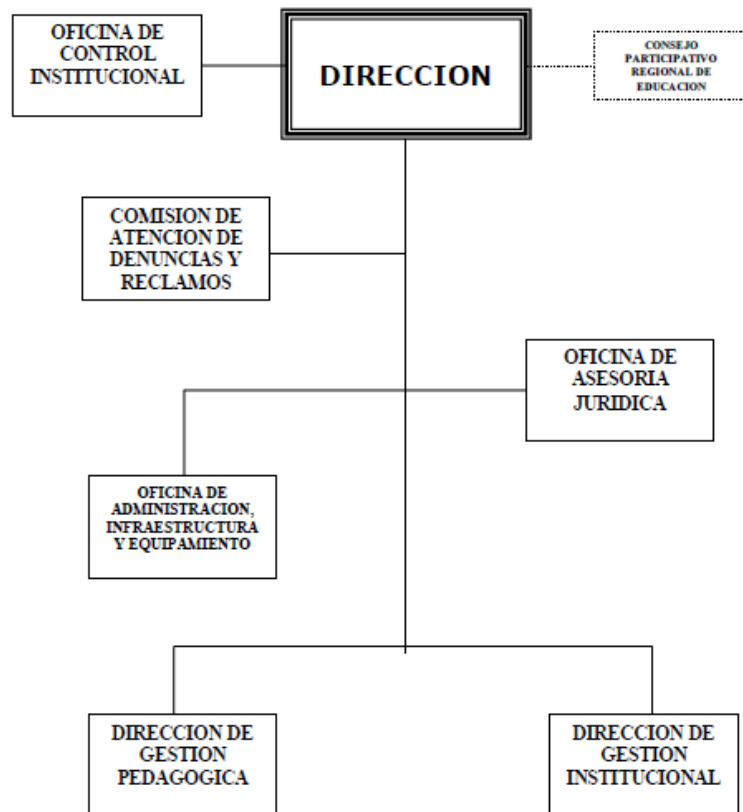 OFICINA DE
CONTROL
INSTITUCIONAL
DIRECCION
CONSEJO
PARTICIPATIVO
REGIONAL DE
EDUCACION
COMISION DE
ATENCION DE
DENUNCIAS Y
RECLAMOS
OFICINA DE
ASESORIA
JURIDICA
OFICINA DE
ADMINISTRACION,
INFRAESTRUCTURA
Y EQUIPAMIENTO
DIRECCION DE
GESTION
PEDAGOGICA
DIRECCION DE
GESTION
INSTITUCIONAL